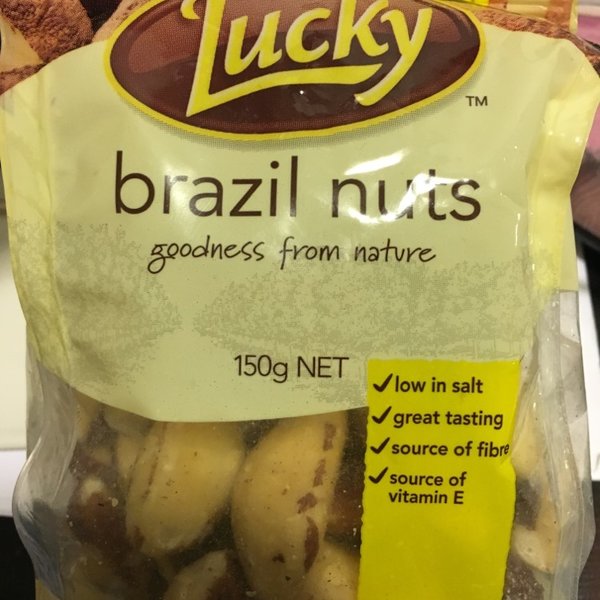 Lucky
TM
brazil nuts
goodness from nature
150g NET
✓low in salt
✓great tasting
✓source of fibre
✓source of
vitamin E